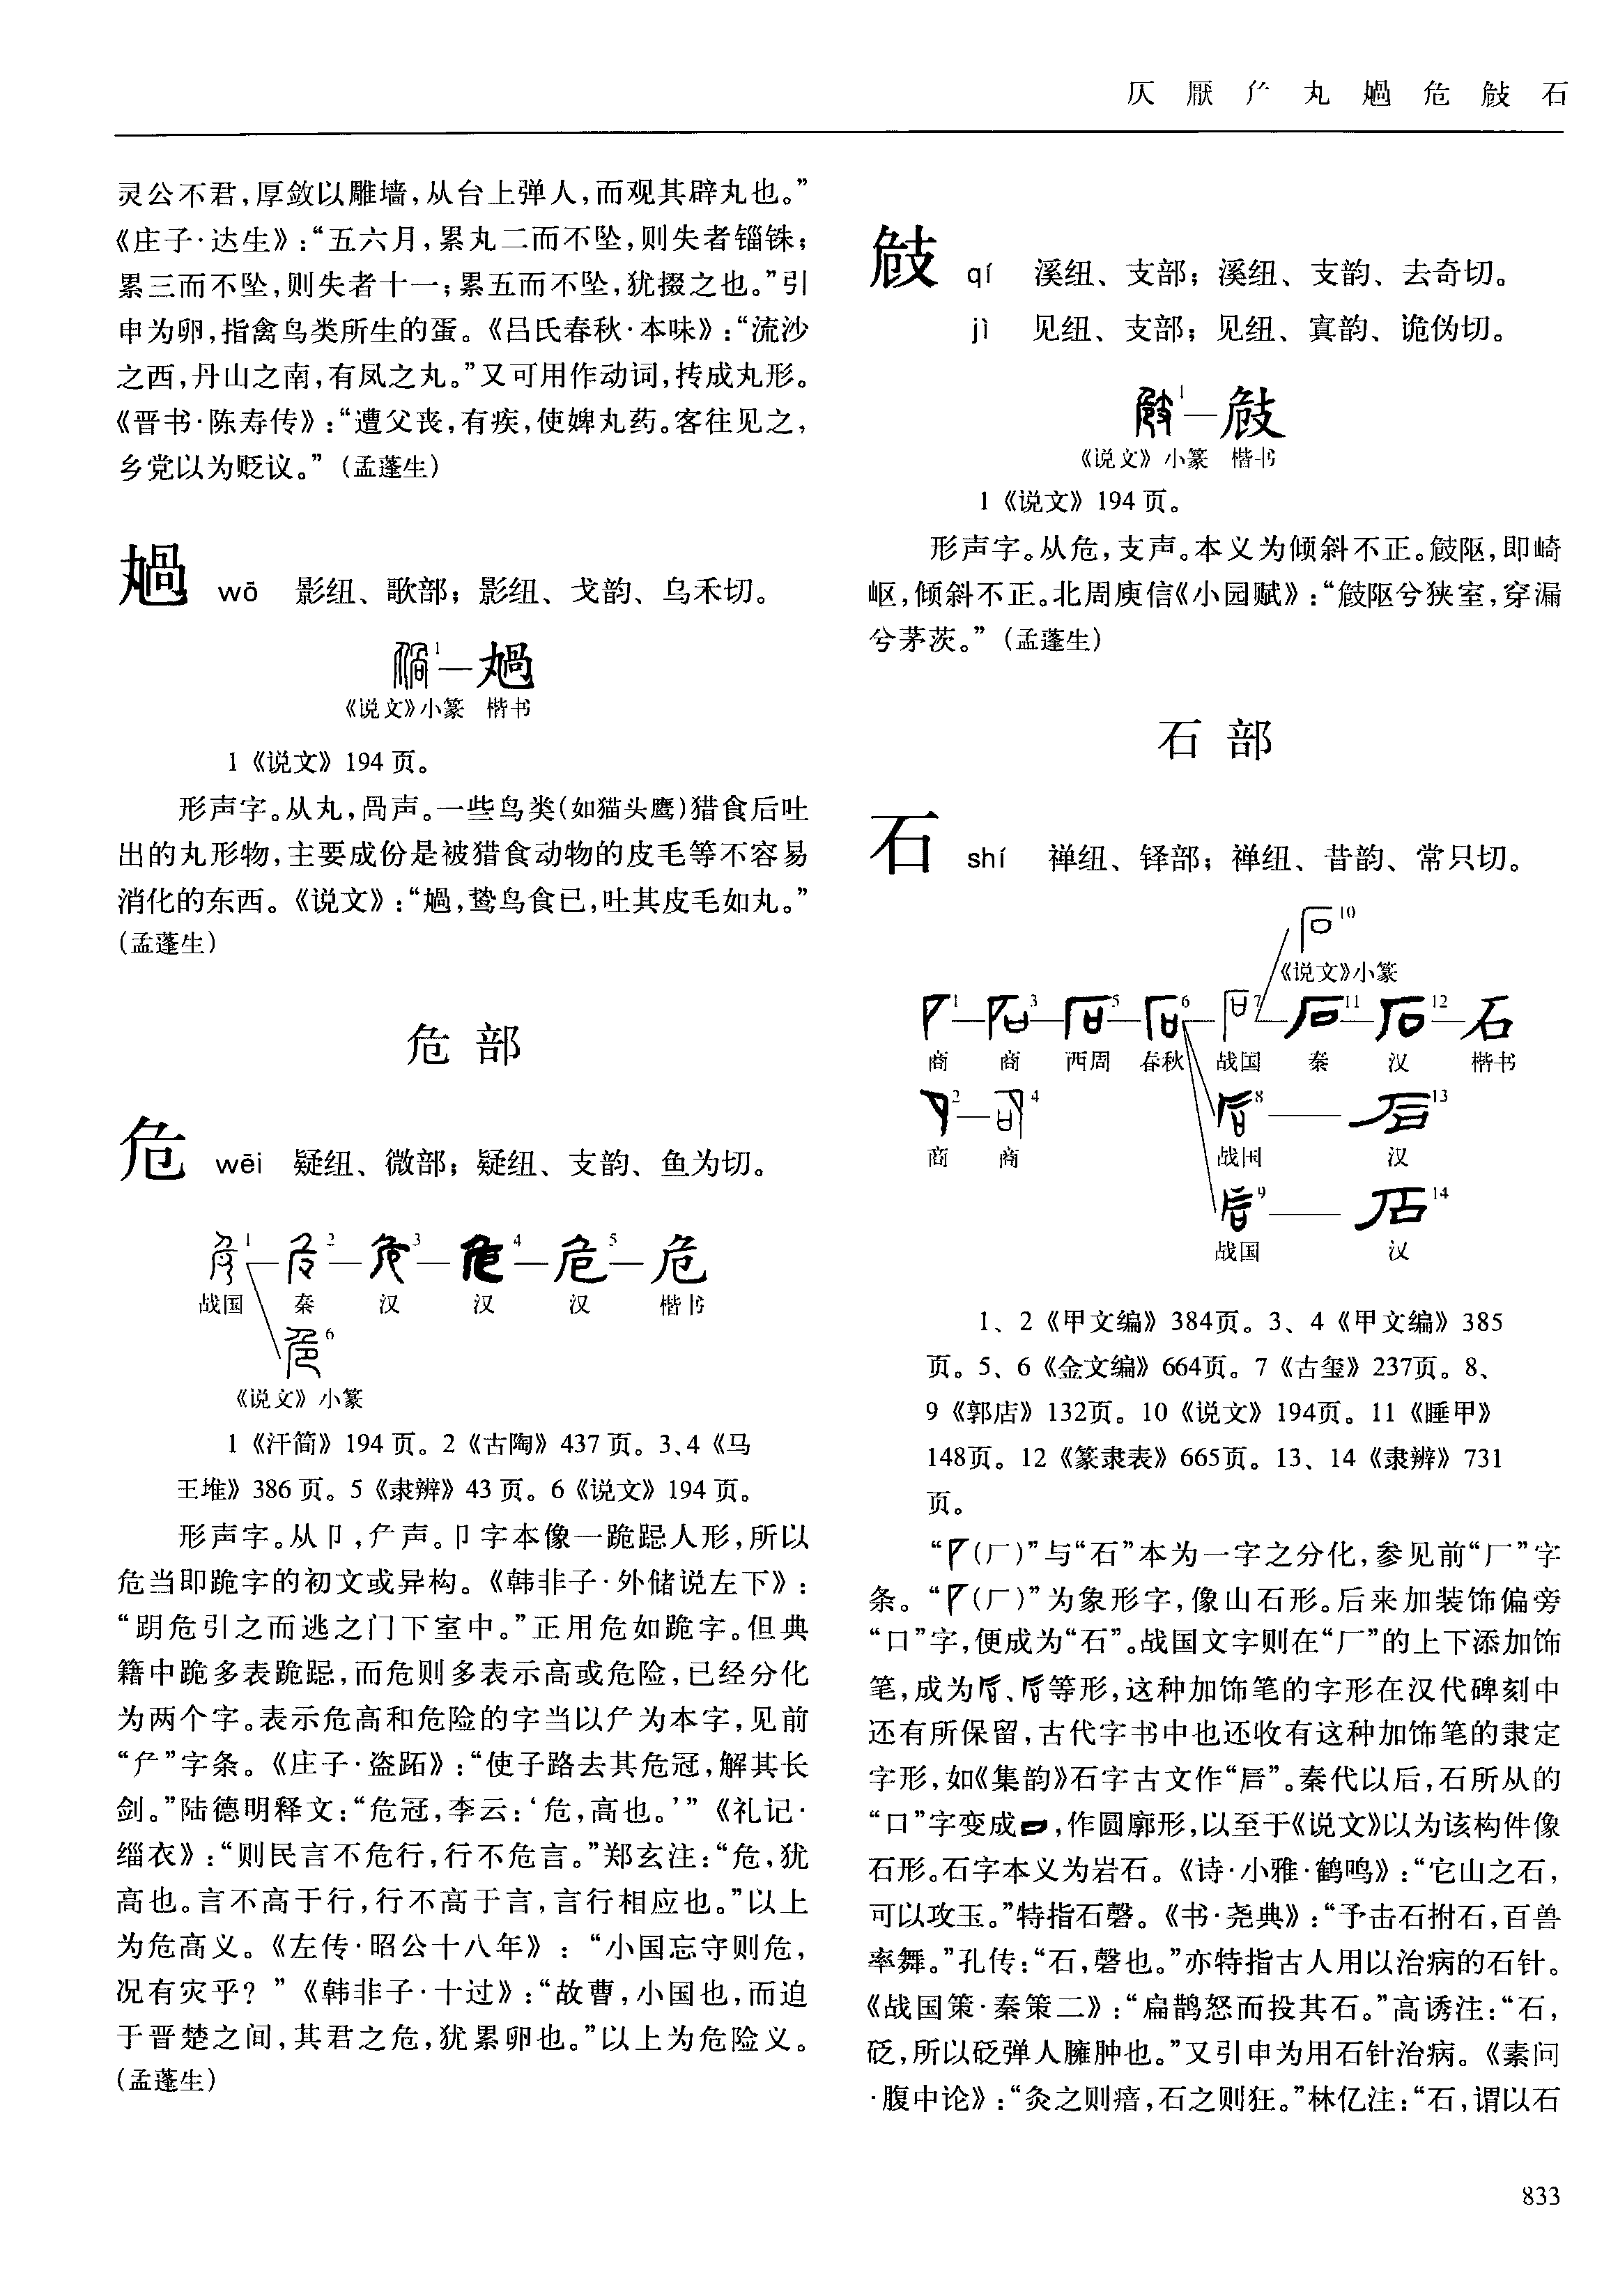 仄 厭 厃 丸 䎱 危 攱 石
灵公不君,厚敛以雕墙,从台上弹人,而观其辟丸也。”
《庄子·达生》:“五六月,累丸二而不坠,则失者锱铢;
累三而不坠,则失者十一;累五而不坠,犹掇之也。”引
申为卵,指禽鸟类所生的蛋。《吕氏春秋·本味》:“流沙
之西,丹山之南,有凤之丸。”又可用作动词,抟成丸形。
《晋书·陈寿传》:“遭父丧,有疾,使婢丸药。客往见之,
乡党以为贬议。”(孟蓬生)
wō 影纽、歌部;影纽、戈韵、乌禾切。
1
《说文》小篆 楷书
1《说文》194页。
形声字。从丸,咼声。一些鸟类(如猫头鹰)猎食后吐
出的丸形物,主要成份是被猎食动物的皮毛等不容易
消化的东西。《说文》:“,鸷鸟食已,吐其皮毛如丸。”
(孟蓬生)
危 部
危 wēi 疑纽、微部;疑纽、支韵、鱼为切。
1 2 3 4 5 危
战国 秦 汉 汉 汉 楷书
6
《说文》小篆
1《汗简》194页。2《古陶》437页。3、4《马
王堆》386页。5《隶辨》43页。6《说文》194页。
形声字。从卩,厃声。卩字本像一跪跽人形,所以
危当即跪字的初文或异构。《韩非子·外储说左下》:
“跀危引之而逃之门下室中。”正用危如跪字。但典
籍中跪多表跪跽,而危则多表示高或危险,已经分化
为两个字。表示危高和危险的字当以厃为本字,见前
“厃”字条。《庄子·盗跖》:“使子路去其危冠,解其长
剑。”陆德明释文:“危冠,李云:‘危,高也。’”《礼记·
缁衣》:“则民言不危行,行不危言。”郑玄注:“危,犹
高也。言不高于行,行不高于言,言行相应也。”以上
为危高义。《左传·昭公十八年》:“小国忘守则危,
况有灾乎?”《韩非子·十过》:“故曹,小国也,而迫
于晋楚之间,其君之危,犹累卵也。”以上为危险义。
(孟蓬生)
攱 qí 溪纽、支部;溪纽、支韵、去奇切。
jì 见纽、支部;见纽、寘韵、诡伪切。
1 攱
《说文》小篆 楷书
1《说文》194页。
形声字。从危,支声。本义为倾斜不正。攱陒,即崎
岖,倾斜不正。北周庾信《小园赋》:“攱陒兮狭室,穿漏
兮茅茨。”(孟蓬生)
石 部
石 shí 禅纽、铎部;禅纽、昔韵、常只切。
10
《说文》小篆
1 3 5 6 7 11 12 石
商 商 西周 春秋 战国 秦 汉 楷书
2 4 8 13
商 商 战国 汉
9 14
战国 汉
1、2《甲文编》384页。3、4《甲文编》385
页。5、6《金文编》664页。7《古玺》237页。8、
9《郭店》132页。10《说文》194页。11《睡甲》
148页。12《篆隶表》665页。13、14《隶辨》731
页。
“(厂)”与“石”本为一字之分化,参见前“厂”字
条。“(厂)”为象形字,像山石形。后来加装饰偏旁
“口”字,便成为“石”。战国文字则在“厂”的上下添加饰
笔,成为、等形,这种加饰笔的字形在汉代碑刻中
还有所保留,古代字书中也还收有这种加饰笔的隶定
字形,如《集韵》石字古文作“𥐘”。秦代以后,石所从的
“口”字变成,作圆廓形,以至于《说文》以为该构件像
石形。石字本义为岩石。《诗·小雅·鹤鸣》:“它山之石,
可以攻玉。”特指石磬。《书·尧典》:“予击石拊石,百兽
率舞。”孔传:“石,磬也。”亦特指古人用以治病的石针。
《战国策·秦策二》:“扁鹊怒而投其石。”高诱注:“石,
砭,所以砭弹人臃肿也。”又引申为用石针治病。《素问
·腹中论》:“灸之则瘖,石之则狂。”林亿注:“石,谓以石
833